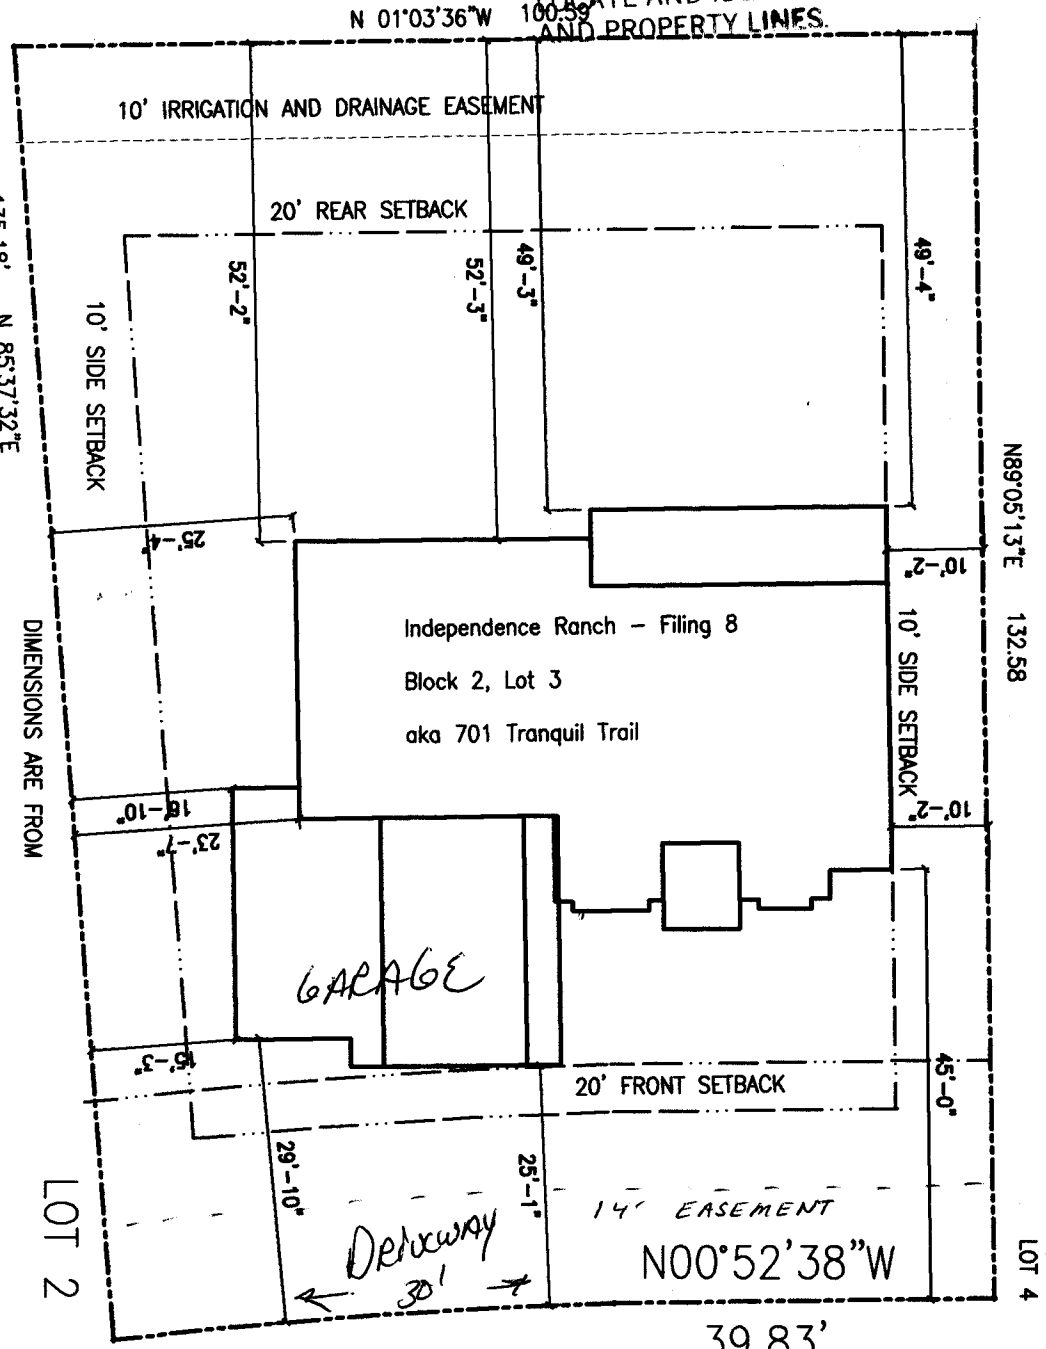 N 01°03'36"W 100.59
AND PROPERTY LINES.
10' IRRIGATION AND DRAINAGE EASEMENT
20' REAR SETBACK
52'-2"
52'-3"
49'-3"
49'-4"
N 85°37'32"E
10' SIDE SETBACK
N89°05'13"E 132.58
25'-4"
10'-2"
Independence Ranch – Filing 8
Block 2, Lot 3
aka 701 Tranquil Trail
10' SIDE SETBACK
DIMENSIONS ARE FROM
16'-10"
23'-7"
10'-2"
GARAGE
15'-3"
20' FRONT SETBACK
45'-0"
29'-10"
25'-1"
14' EASEMENT
DRIVEWAY
30'
N00°52'38"W
LOT 2
LOT 4
39.83'